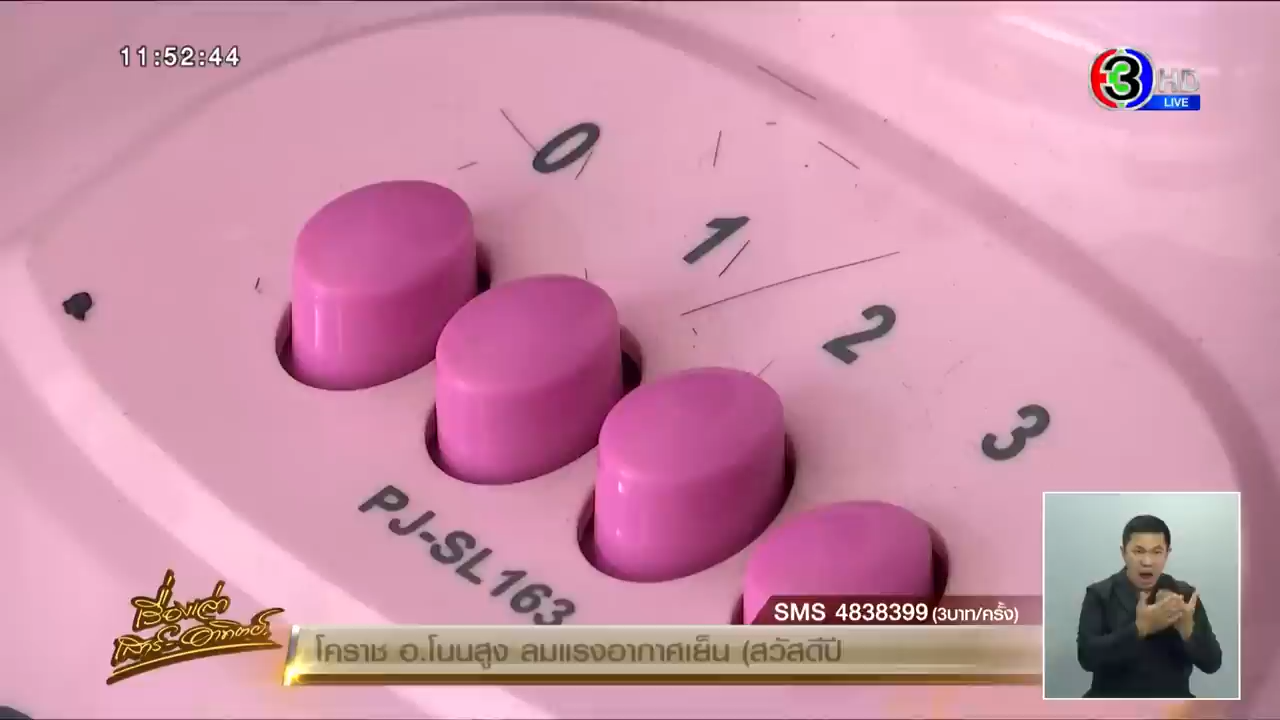 11:52:44
3 HD
LIVE
0
1
2
3
PJ-SL163
เรื่องเล่า
เสาร์-อาทิตย์
SMS 4838399 (3บาท/ครั้ง)
โคราช อ.โนนสูง ลมแรงอากาศเย็น (สวัสดีปี